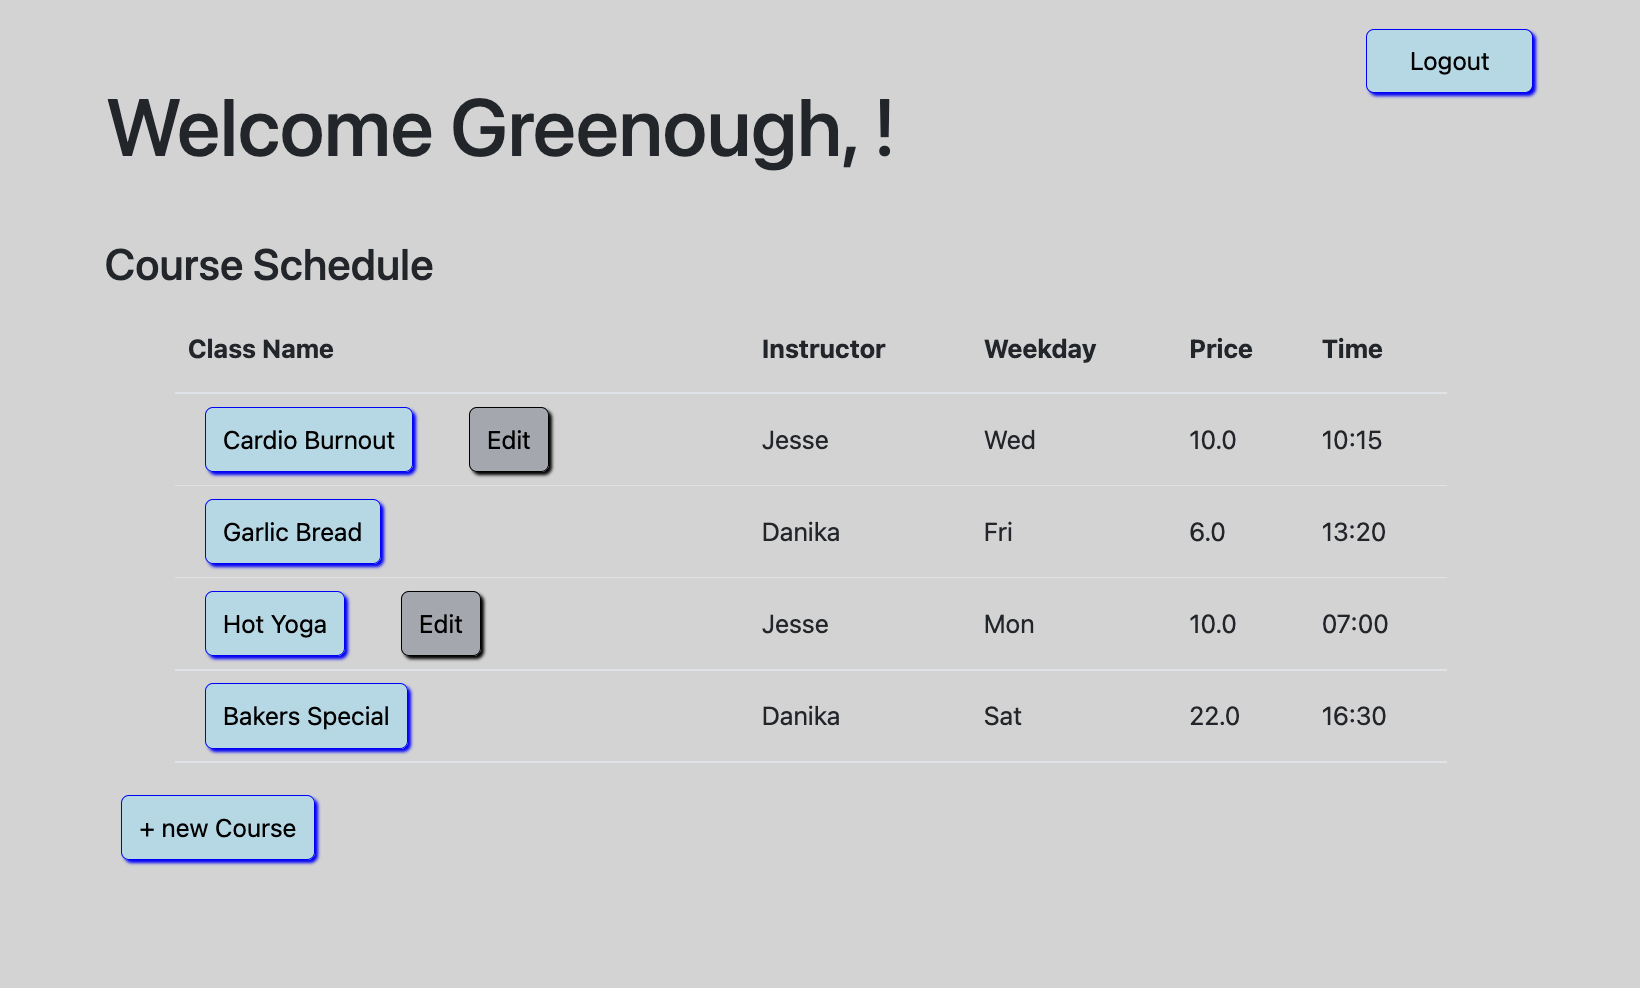 Logout
Welcome Greenough, !
Course Schedule
Class Name Instructor Weekday Price Time
Cardio Burnout Edit Jesse Wed 10.0 10:15
Garlic Bread Danika Fri 6.0 13:20
Hot Yoga Edit Jesse Mon 10.0 07:00
Bakers Special Danika Sat 22.0 16:30
+ new Course